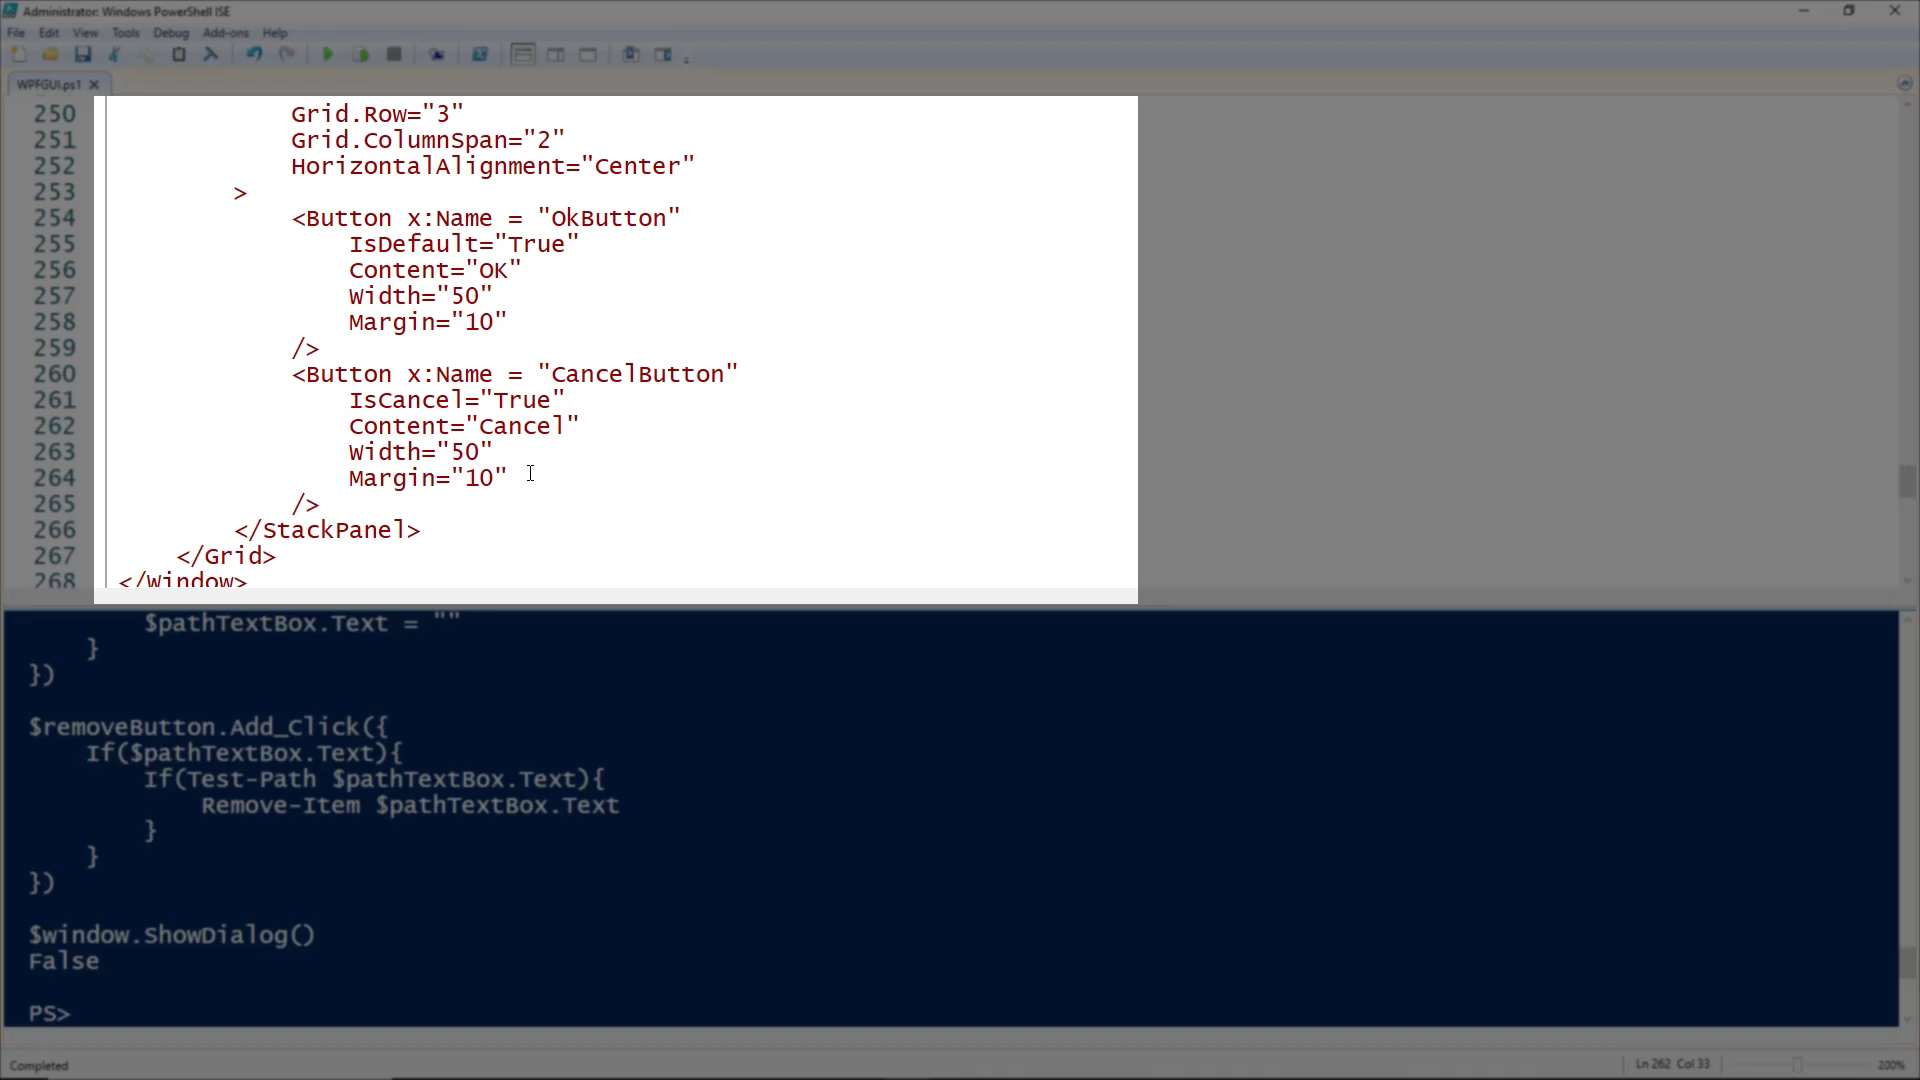 Administrator: Windows PowerShell ISE
File Edit View Tools Debug Add-ons Help
WPFGUI.ps1
250 Grid.Row="3"
251 Grid.ColumnSpan="2"
252 HorizontalAlignment="Center"
253 >
254 <Button x:Name = "OkButton"
255 IsDefault="True"
256 Content="OK"
257 Width="50"
258 Margin="10"
259 />
260 <Button x:Name = "CancelButton"
261 IsCancel="True"
262 Content="Cancel"
263 Width="50"
264 Margin="10"
265 />
266 </StackPanel>
267 </Grid>
268 </Window>
$pathTextBox.Text = ""
}
})
$removeButton.Add_Click({
If($pathTextBox.Text){
If(Test-Path $pathTextBox.Text){
Remove-Item $pathTextBox.Text
}
}
})
$window.ShowDialog()
False
PS>
Completed
Ln 262 Col 33
200%